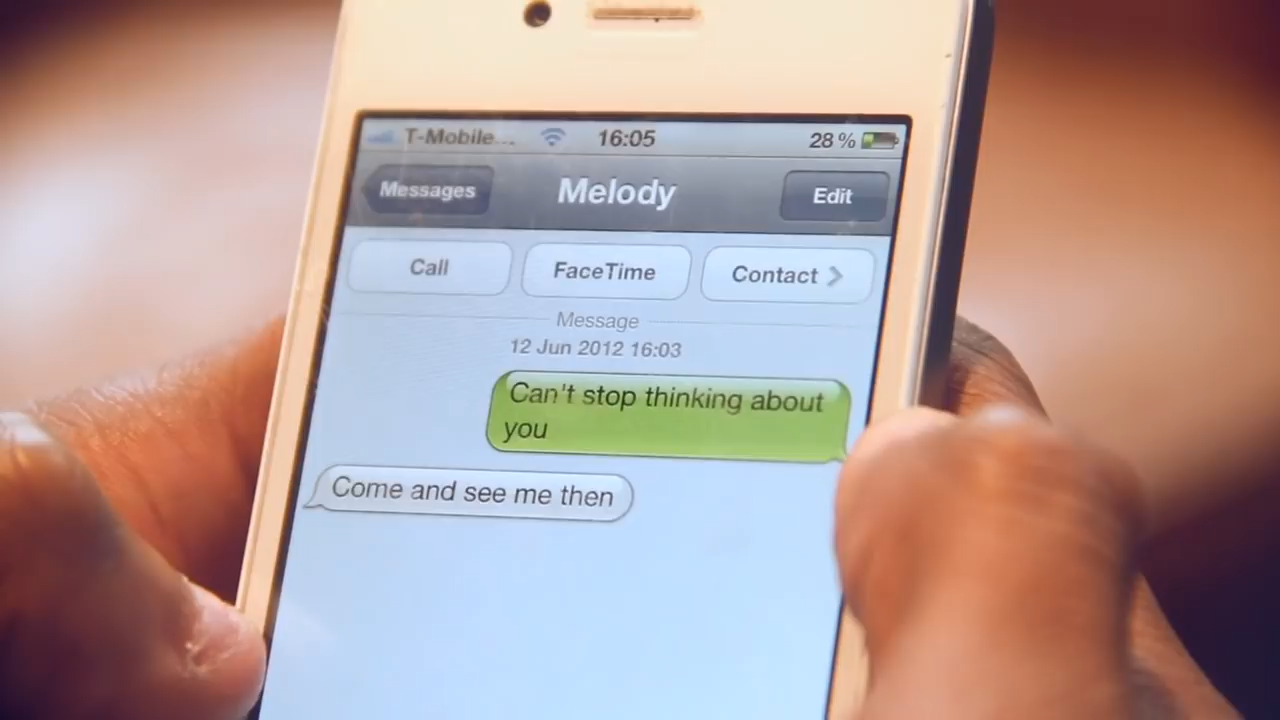 T-Mobile... 16:05 28%
Messages Melody Edit
Call FaceTime Contact
Message
12 Jun 2012 16:03
Can't stop thinking about
you
Come and see me then